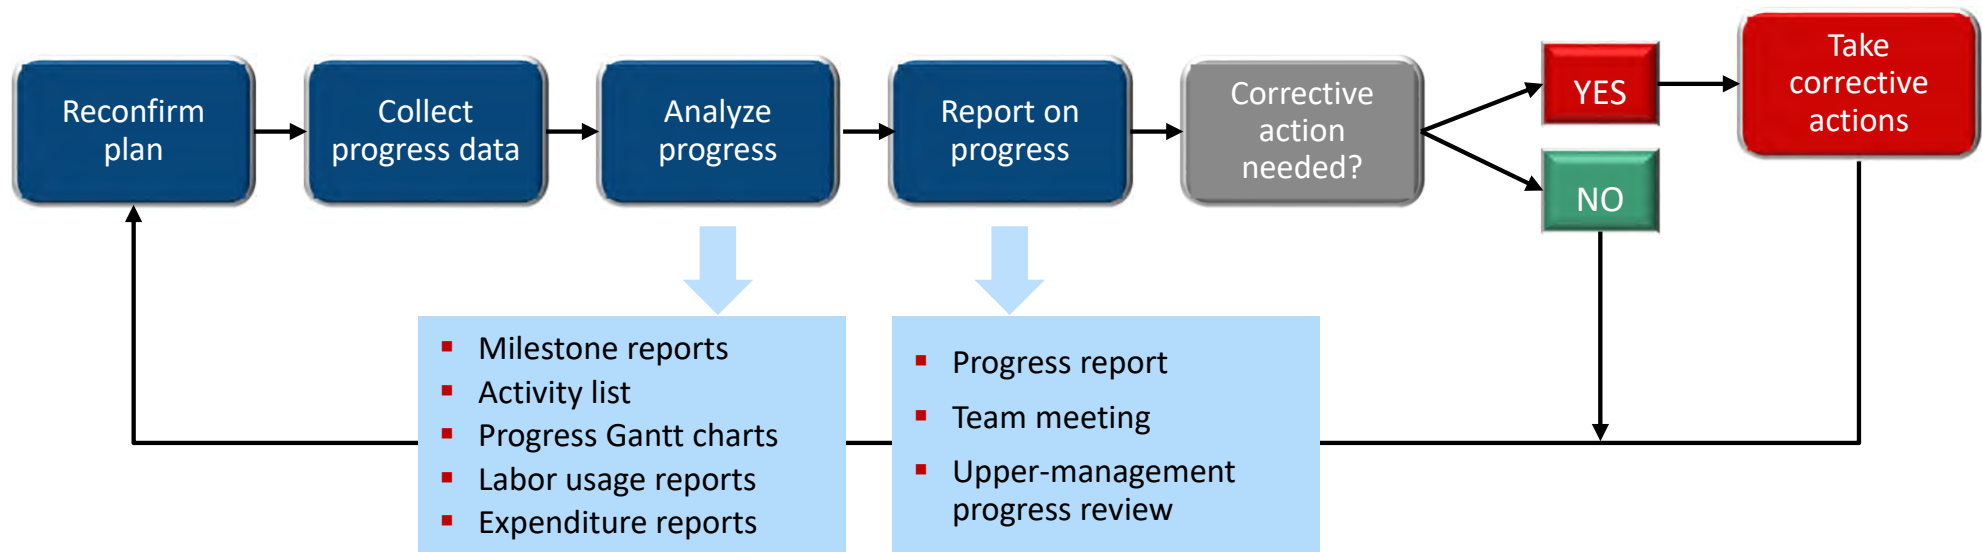 Reconfirm
plan
Collect
progress data
Analyze
progress
Report on
progress
Corrective
action
needed?
YES
NO
Take
corrective
actions
▪ Milestone reports
▪ Activity list
▪ Progress Gantt charts
▪ Labor usage reports
▪ Expenditure reports
▪ Progress report
▪ Team meeting
▪ Upper-management
progress review